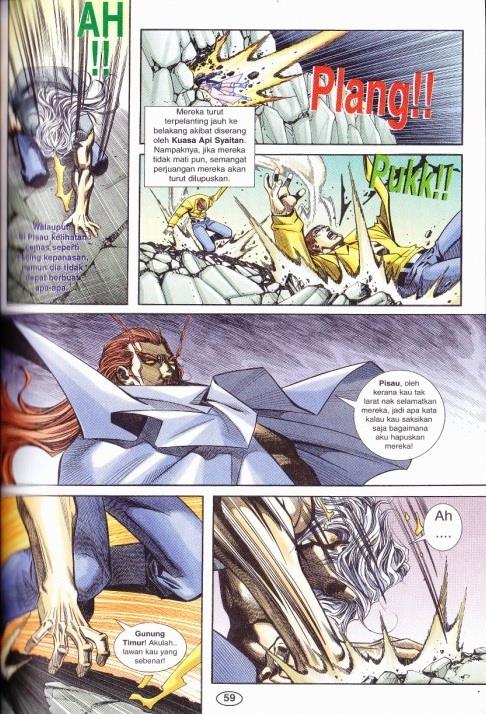 AH
!!
Walaupun
Si Pisau kelihatan
cemas seperti
kucing kepanasan,
namun dia tidak
dapat berbuat
apa-apa!
Plang!!
Mereka turut
terpelanting jauh ke
belakang akibat diserang
oleh Kuasa Api Syaitan.
Nampaknya, jika mereka
tidak mati pun, semangat
perjuangan mereka akan
turut dilupuskan.
Pukk!!
Pisau, oleh
kerana kau tak
larat nak selamatkan
mereka, jadi apa kata
kalau kau saksikan
saja bagaimana
aku hapuskan
mereka!
Gunung
Timur! Akulah..
lawan kau yang
sebenar!
Ah
....
59